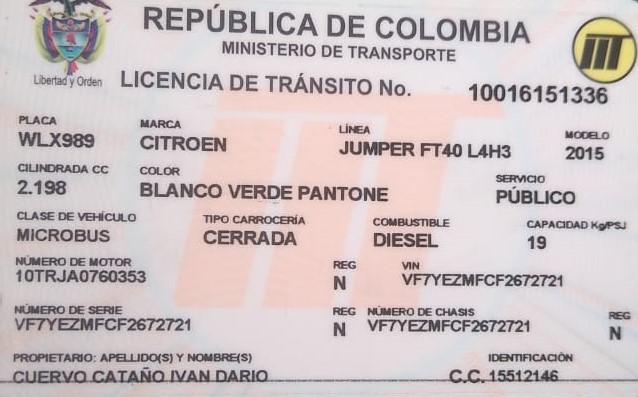 REPÚBLICA DE COLOMBIA
MINISTERIO DE TRANSPORTE
Libertad y Orden
LICENCIA DE TRÁNSITO No. 10016151336
PLACA MARCA LÍNEA MODELO
WLX989 CITROEN JUMPER FT40 L4H3 2015
CILINDRADA CC COLOR SERVICIO
2.198 BLANCO VERDE PANTONE PÚBLICO
CLASE DE VEHÍCULO TIPO CARROCERÍA COMBUSTIBLE CAPACIDAD Kg/PSJ
MICROBUS CERRADA DIESEL 19
NÚMERO DE MOTOR REG VIN
10TRJA0760353 N VF7YEZMFCF2672721
NÚMERO DE SERIE REG NÚMERO DE CHASIS REG
VF7YEZMFCF2672721 N VF7YEZMFCF2672721 N
PROPIETARIO: APELLIDO(S) Y NOMBRE(S) IDENTIFICACIÓN
CUERVO CATAÑO IVAN DARIO C.C. 15512146